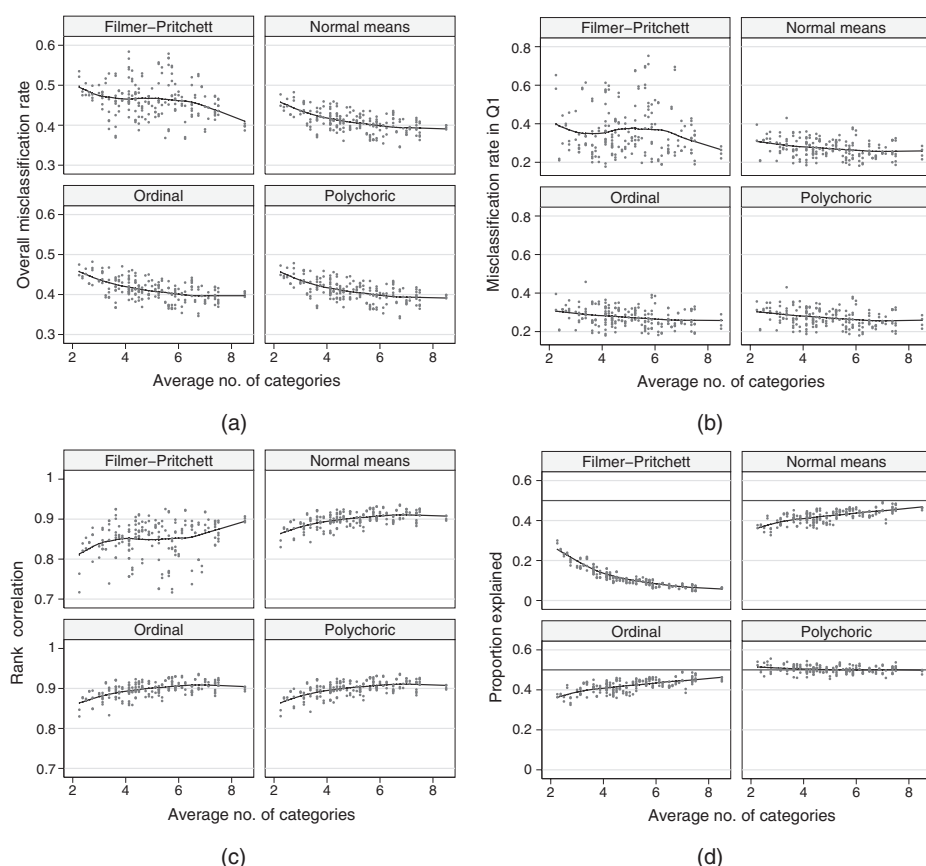 Filmer−Pritchett
Normal means
0.6
0.5
0.4
0.3
Ordinal
Polychoric
0.6
0.5
0.4
0.3
2
4
6
8
2
4
6
8
Overall misclassification rate
Average no. of categories
(a)
Filmer−Pritchett
Normal means
0.8
0.6
0.4
0.2
Ordinal
Polychoric
0.8
0.6
0.4
0.2
2
4
6
8
2
4
6
8
Misclassification rate in Q1
Average no. of categories
(b)
Filmer−Pritchett
Normal means
1
0.9
0.8
0.7
Ordinal
Polychoric
1
0.9
0.8
0.7
2
4
6
8
2
4
6
8
Rank correlation
Average no. of categories
(c)
Filmer−Pritchett
Normal means
0.6
0.4
0.2
0
Ordinal
Polychoric
0.6
0.4
0.2
0
2
4
6
8
2
4
6
8
Proportion explained
Average no. of categories
(d)